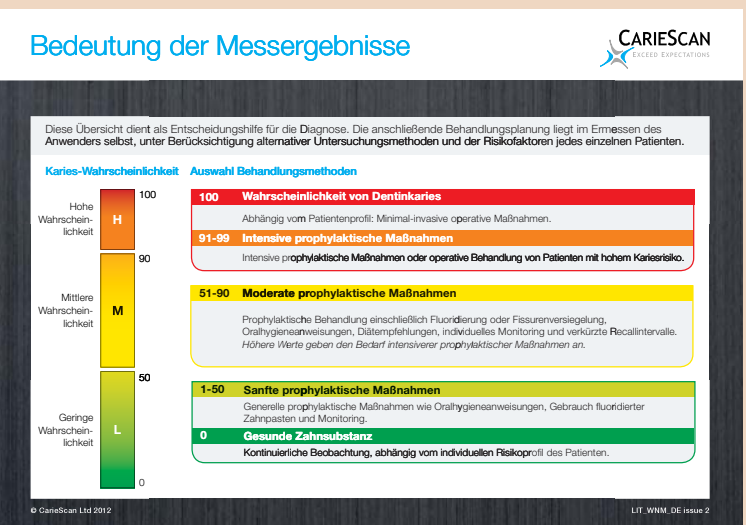 Bedeutung der Messergebnisse
CARIESCAN
EXCEED EXPECTATIONS
Diese Übersicht dient als Entscheidungshilfe für die Diagnose. Die anschließende Behandlungsplanung liegt im Ermessen des
Anwenders selbst, unter Berücksichtigung alternativer Untersuchungsmethoden und der Risikofaktoren jedes einzelnen Patienten.
Karies-Wahrscheinlichkeit Auswahl Behandlungsmethoden
Hohe
Wahrschein-
lichkeit
H
100
90
Mittlere
Wahrschein-
lichkeit
M
50
Geringe
Wahrschein-
lichkeit
L
0
100 Wahrscheinlichkeit von Dentinkaries
Abhängig vom Patientenprofil: Minimal-invasive operative Maßnahmen.
91-99 Intensive prophylaktische Maßnahmen
Intensive prophylaktische Maßnahmen oder operative Behandlung von Patienten mit hohem Kariesrisiko.
51-90 Moderate prophylaktische Maßnahmen
Prophylaktische Behandlung einschließlich Fluoridierung oder Fissurenversiegelung,
Oralhygieneanweisungen, Diätempfehlungen, individuelles Monitoring und verkürzte Recallintervalle.
Höhere Werte geben den Bedarf intensiverer prophylaktischer Maßnahmen an.
1-50 Sanfte prophylaktische Maßnahmen
Generelle prophylaktische Maßnahmen wie Oralhygieneanweisungen, Gebrauch fluoridierter
Zahnpasten und Monitoring.
0 Gesunde Zahnsubstanz
Kontinuierliche Beobachtung, abhängig vom individuellen Risikoprofil des Patienten.
© CarieScan Ltd 2012
LIT_WNM_DE issue 2